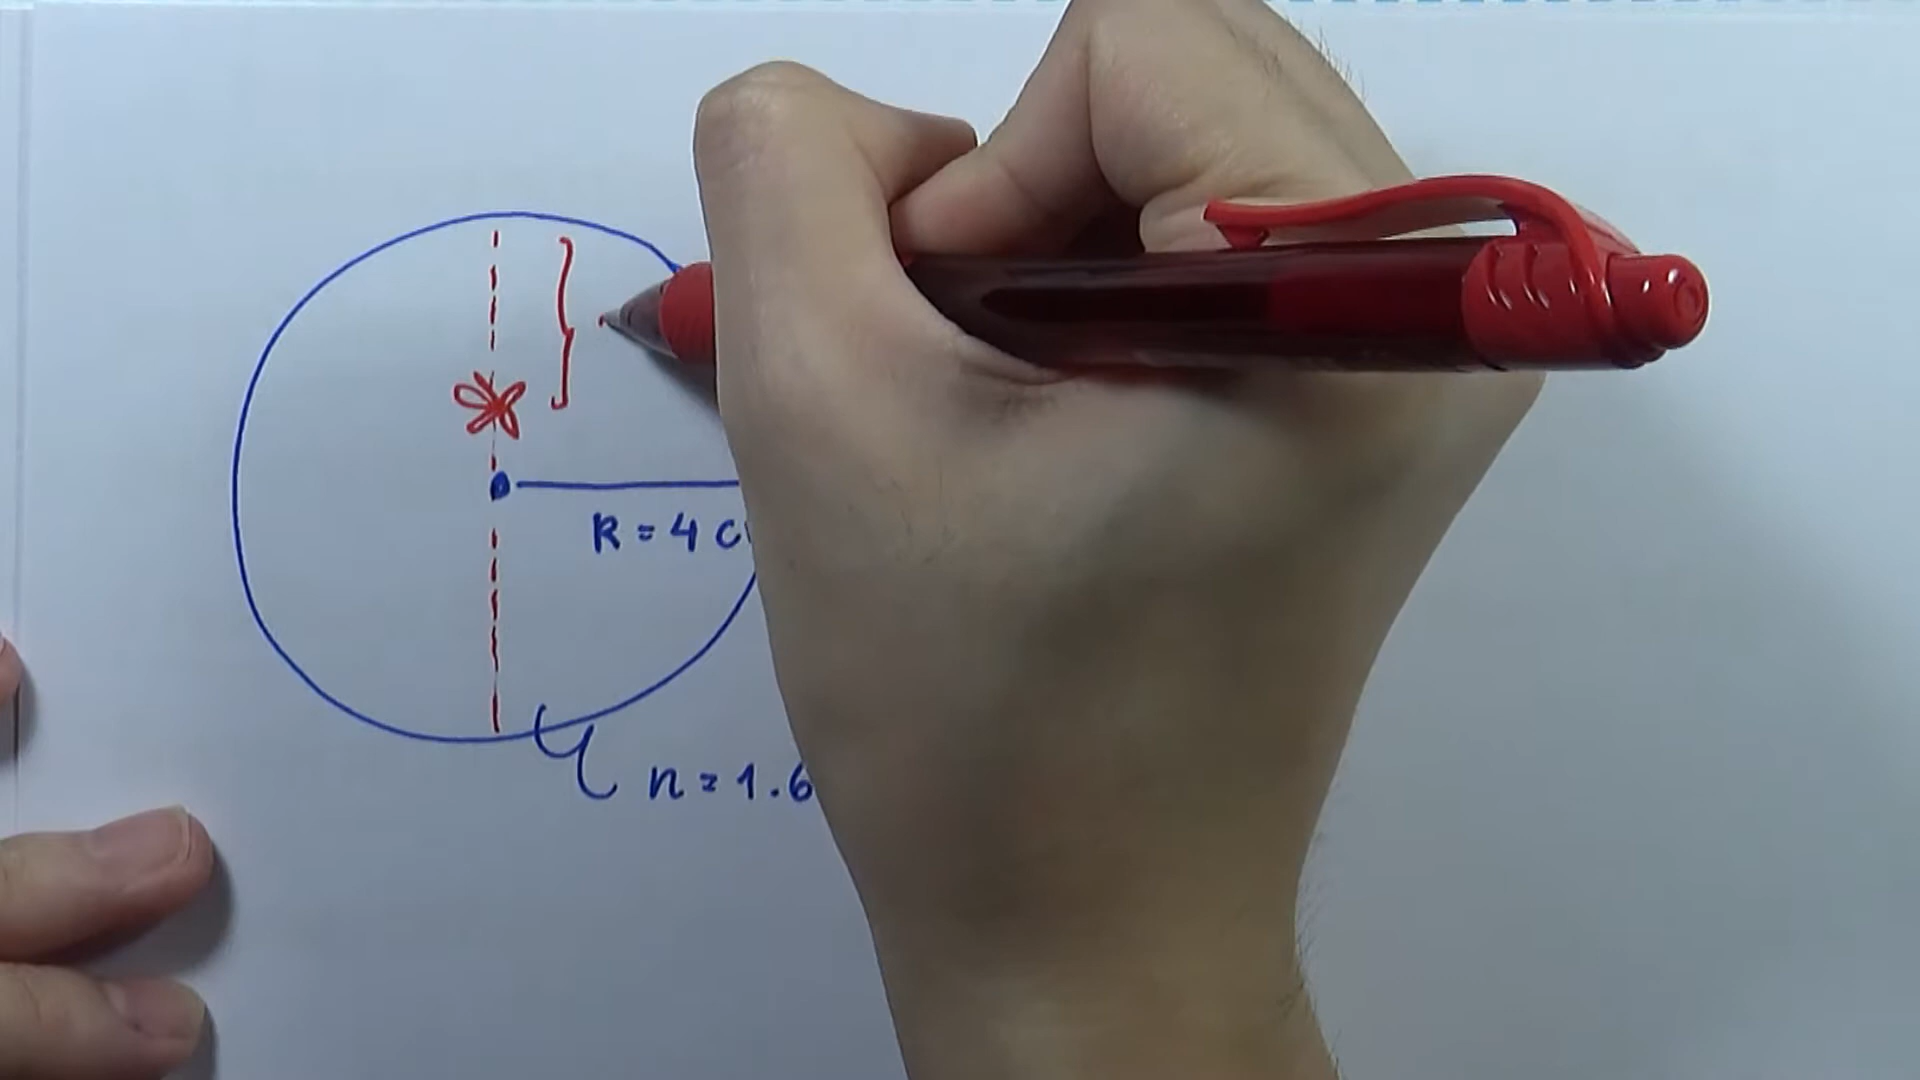 R = 4
n = 1.6